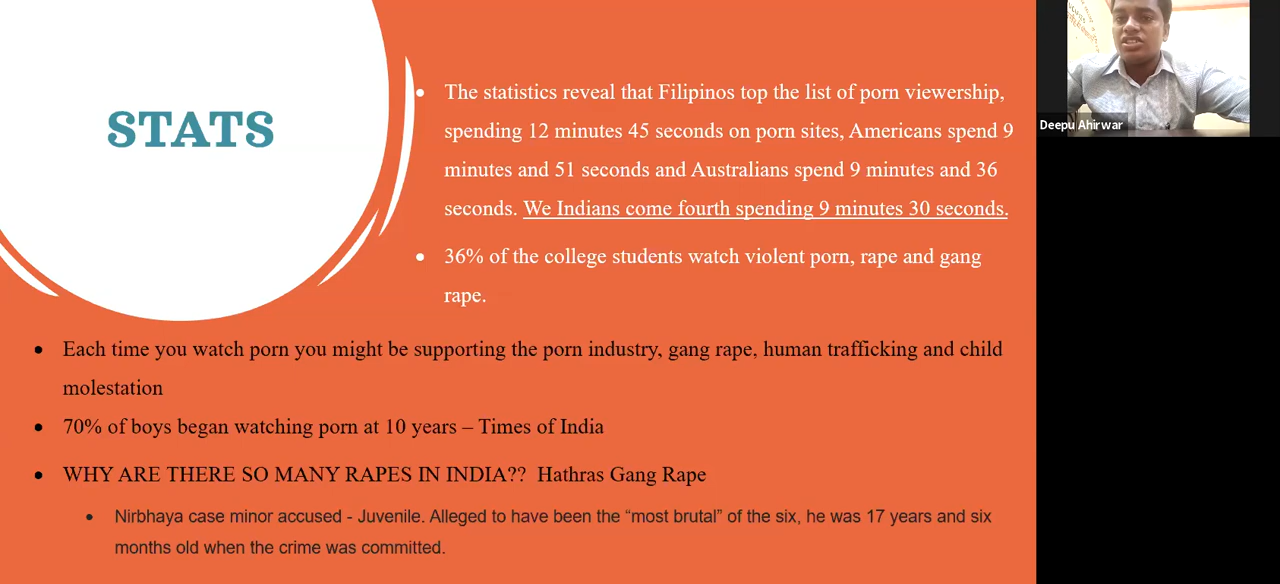 STATS
• The statistics reveal that Filipinos top the list of porn viewership,
spending 12 minutes 45 seconds on porn sites, Americans spend 9
minutes and 51 seconds and Australians spend 9 minutes and 36
seconds. We Indians come fourth spending 9 minutes 30 seconds.
• 36% of the college students watch violent porn, rape and gang
rape.
• Each time you watch porn you might be supporting the porn industry, gang rape, human trafficking and child
molestation
• 70% of boys began watching porn at 10 years – Times of India
• WHY ARE THERE SO MANY RAPES IN INDIA?? Hathras Gang Rape
• Nirbhaya case minor accused - Juvenile. Alleged to have been the “most brutal” of the six, he was 17 years and six
months old when the crime was committed.
Deepu Ahirwar